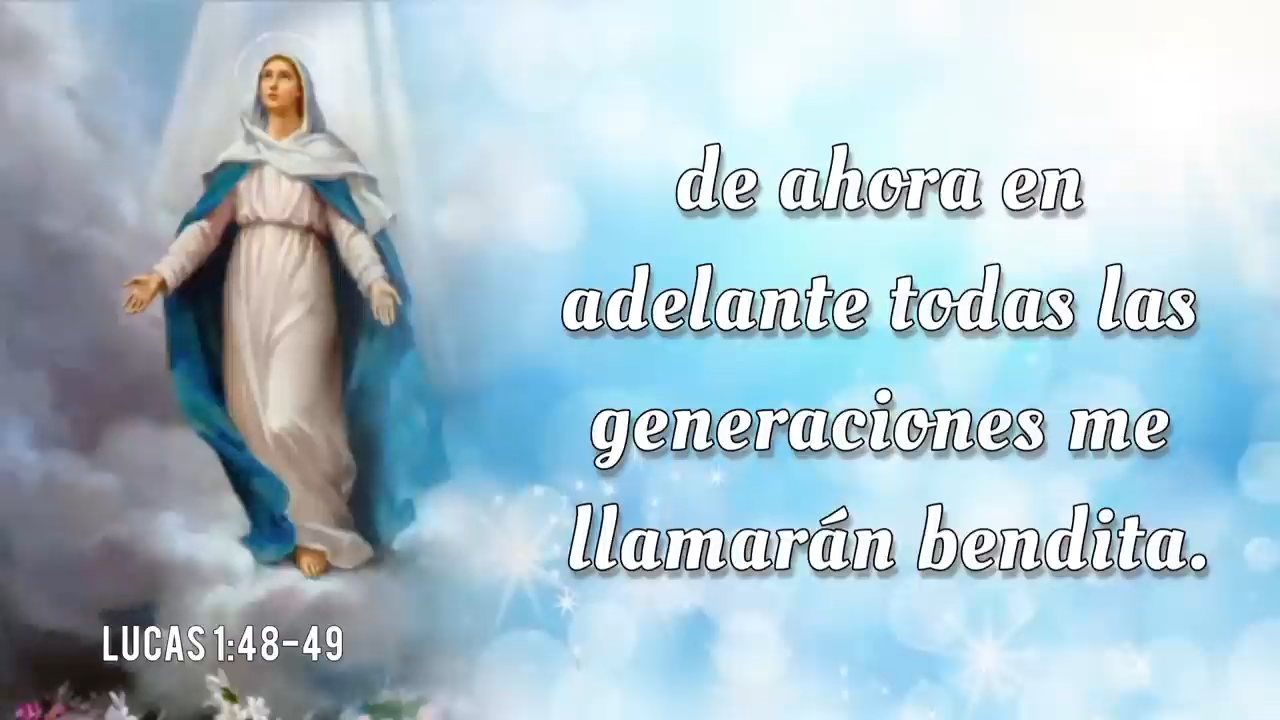 de ahora en
adelante todas las
generaciones me
llamarán bendita.
LUCAS 1:48-49